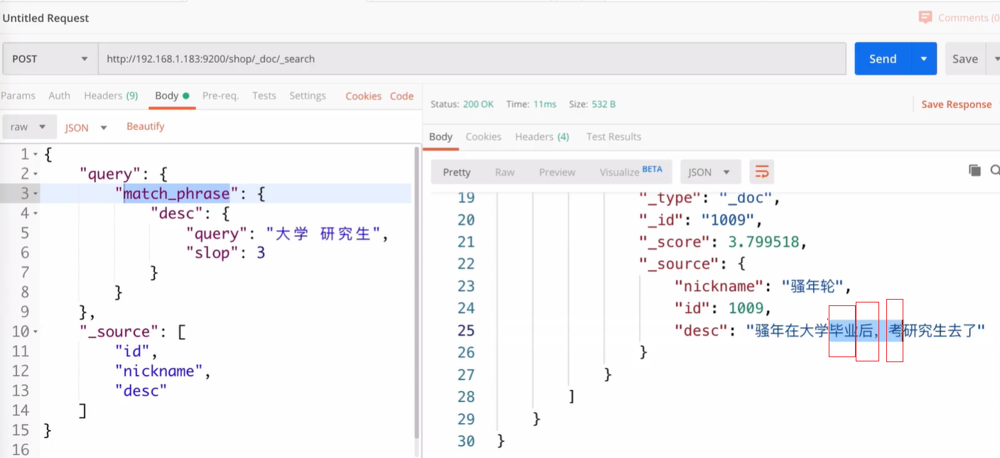 Untitled Request
Comments (0
POST
http://192.168.1.183:9200/shop/_doc/_search
Send
Save
Params Auth Headers (9) Body Pre-req. Tests Settings Cookies Code
Status: 200 OK Time: 11ms Size: 532 B
Save Response
raw JSON Beautify
Body Cookies Headers (4) Test Results
Pretty Raw Preview Visualize BETA JSON
1 {
2 "query": {
3 "match_phrase": {
4 "desc": {
5 "query": "大学 研究生",
6 "slop": 3
7 }
8 }
9 },
10 "_source": [
11 "id",
12 "nickname",
13 "desc"
14 ]
15 }
16
19 "_type": "_doc",
20 "_id": "1009",
21 "_score": 3.799518,
22 "_source": {
23 "nickname": "骚年轮",
24 "id": 1009,
25 "desc": "骚年在大学毕业后，考研究生去了"
26 }
27 }
28 ]
29 }
30 }